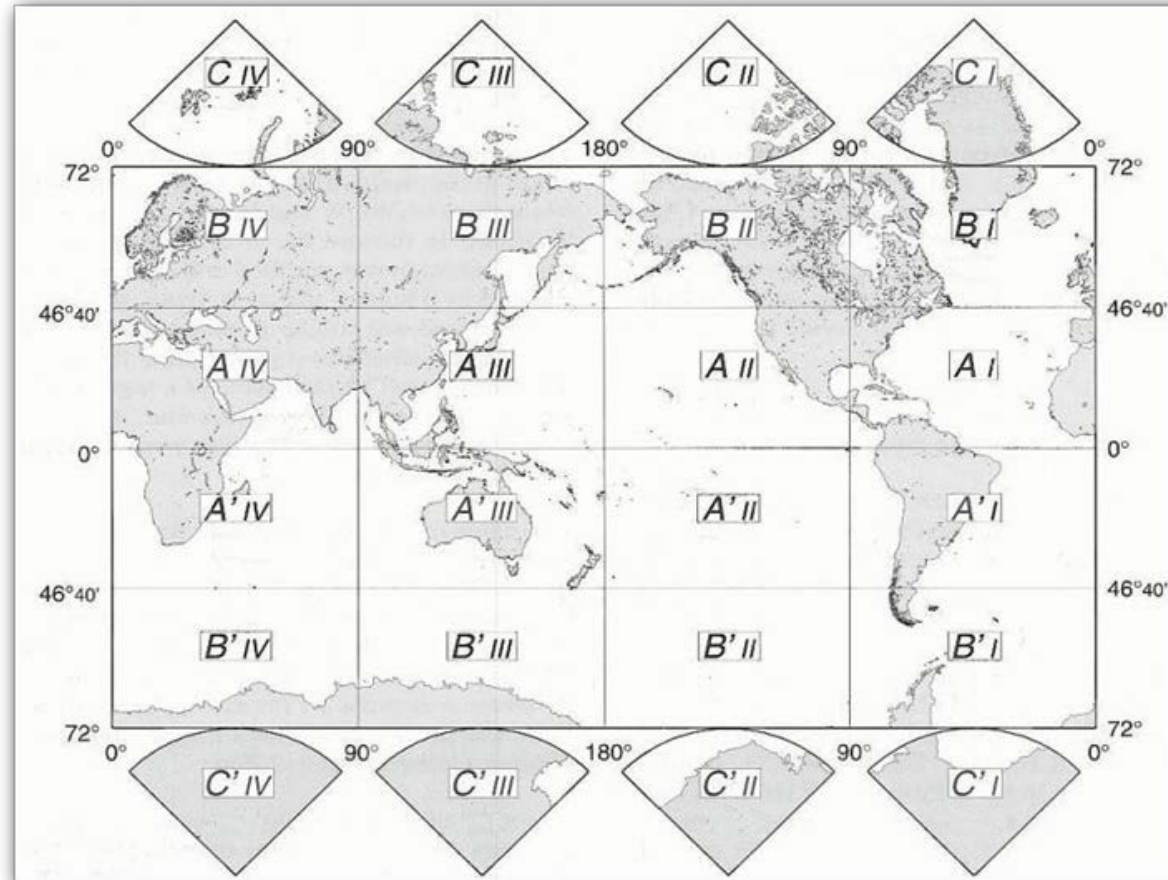 C IV C III C II C I
0° 90° 180° 90° 0°
72° 72°
B IV B III B II B I
46°40' 46°40'
A IV A III A II A I
0° 0°
A' IV A' III A' II A' I
46°40' 46°40'
B' IV B' III B' II B' I
72° 72°
0° 90° 180° 90° 0°
C' IV C' III C' II C' I